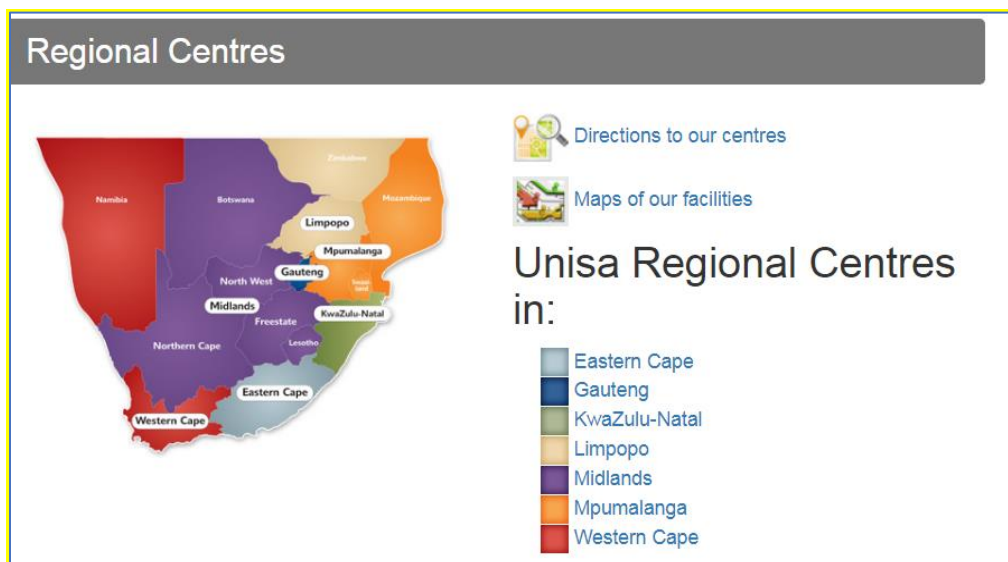 Regional Centres
Directions to our centres
Maps of our facilities
Unisa Regional Centres
in:
Eastern Cape
Gauteng
KwaZulu-Natal
Limpopo
Midlands
Mpumalanga
Western Cape
Zimbabwe
Namibia
Botswana
Mozambique
Limpopo
Mpumalanga
Gauteng
North West
Swazi-
land
Midlands
KwaZulu-Natal
Freestate
Northern Cape
Lesotho
Eastern Cape
Western Cape